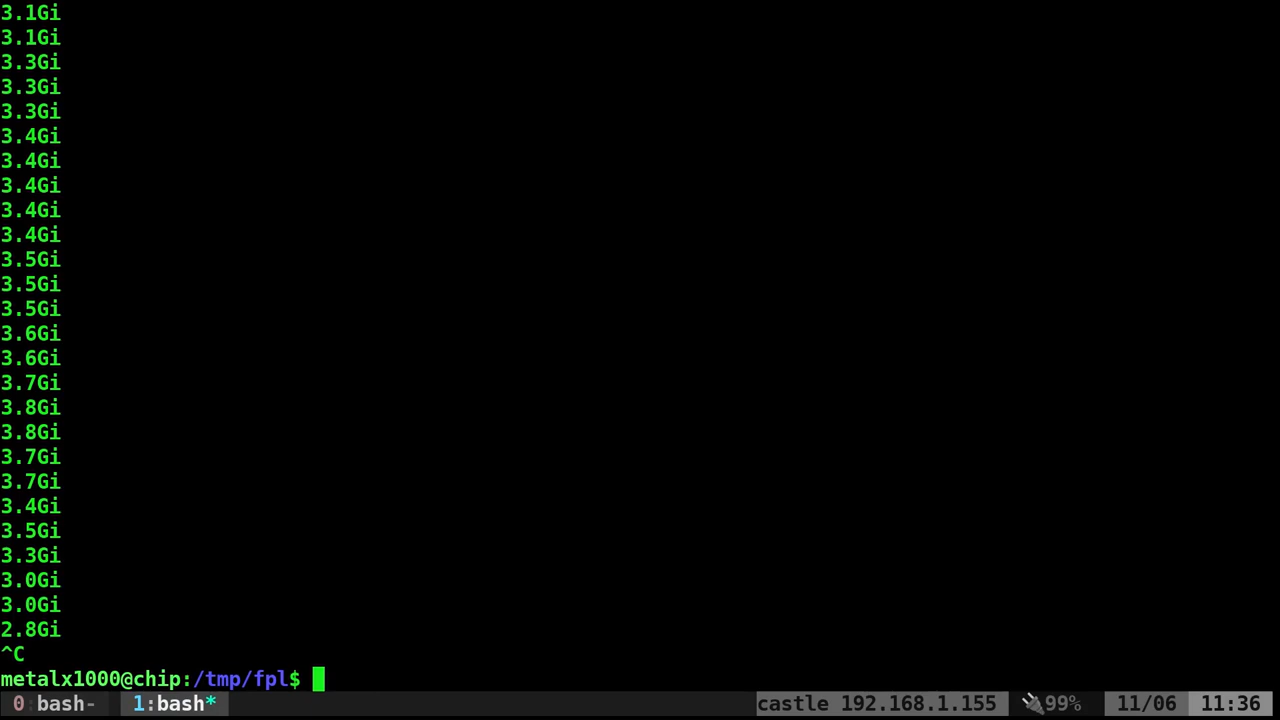 3.1Gi
3.1Gi
3.3Gi
3.3Gi
3.3Gi
3.4Gi
3.4Gi
3.4Gi
3.4Gi
3.4Gi
3.5Gi
3.5Gi
3.5Gi
3.6Gi
3.6Gi
3.7Gi
3.8Gi
3.8Gi
3.7Gi
3.7Gi
3.4Gi
3.5Gi
3.3Gi
3.0Gi
3.0Gi
2.8Gi
^C
metalx1000@chip:/tmp/fpl$
0:bash- 1:bash* castle 192.168.1.155 99% 11/06 11:36